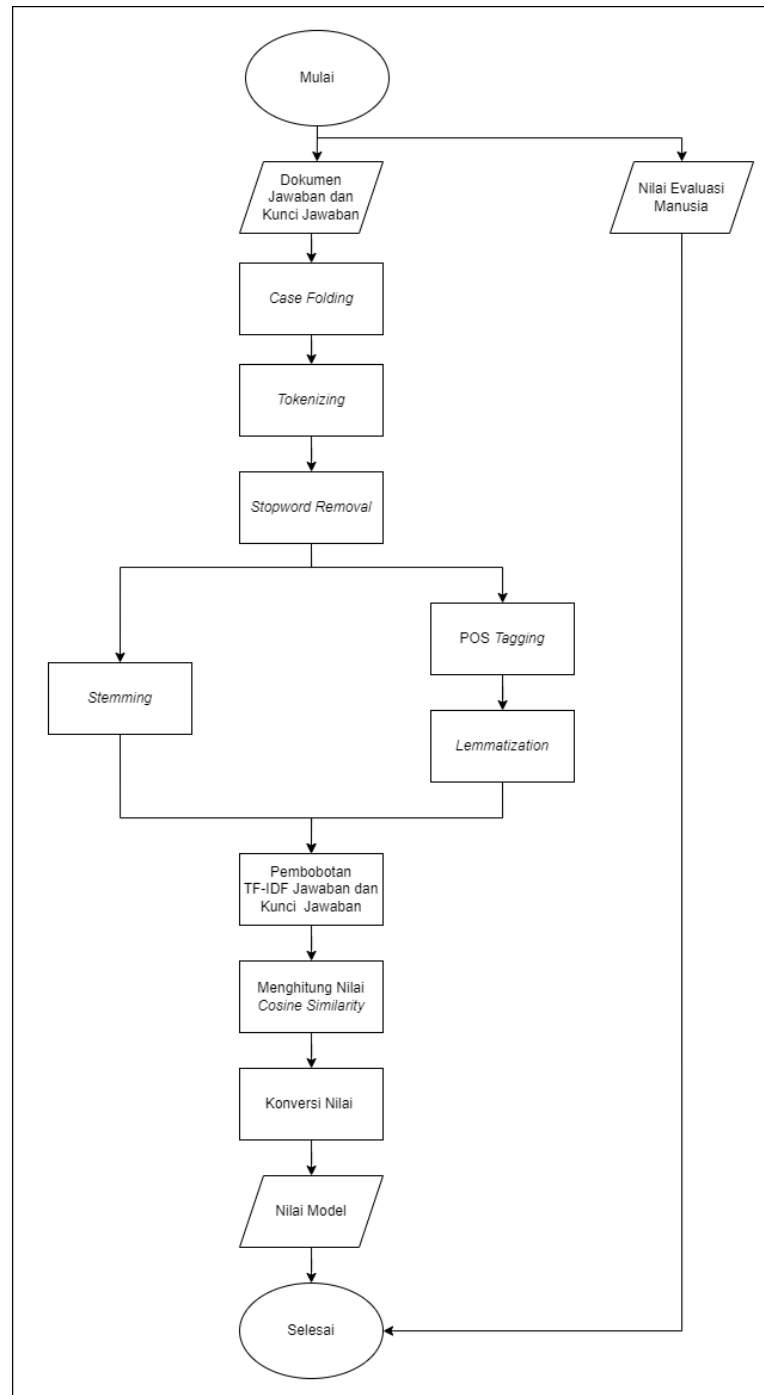 Mulai
Dokumen
Jawaban dan
Kunci Jawaban
Nilai Evaluasi
Manusia
Case Folding
Tokenizing
Stopword Removal
POS Tagging
Stemming
Lemmatization
Pembobotan
TF-IDF Jawaban dan
Kunci Jawaban
Menghitung Nilai
Cosine Similarity
Konversi Nilai
Nilai Model
Selesai